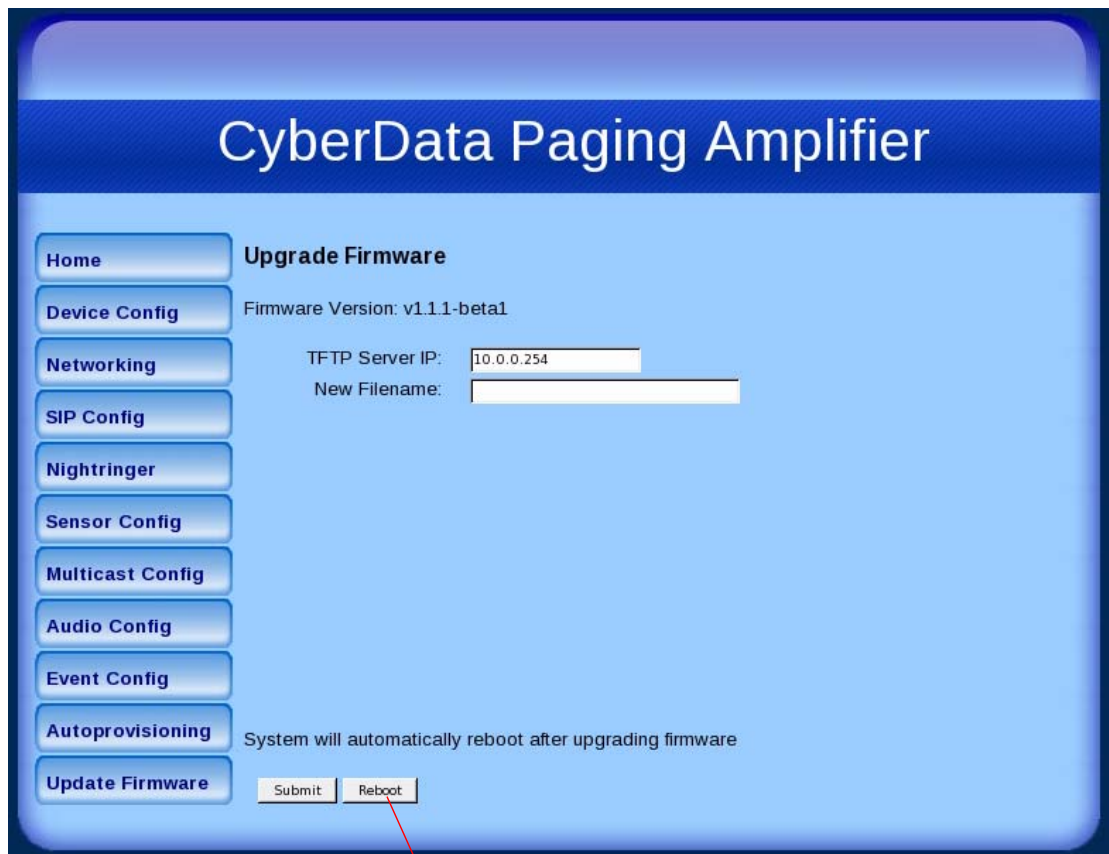 CyberData Paging Amplifier
Home
Device Config
Networking
SIP Config
Nightringer
Sensor Config
Multicast Config
Audio Config
Event Config
Autoprovisioning
Update Firmware
Upgrade Firmware
Firmware Version: v1.1.1-beta1
TFTP Server IP: 10.0.0.254
New Filename:
System will automatically reboot after upgrading firmware
Submit Reboot